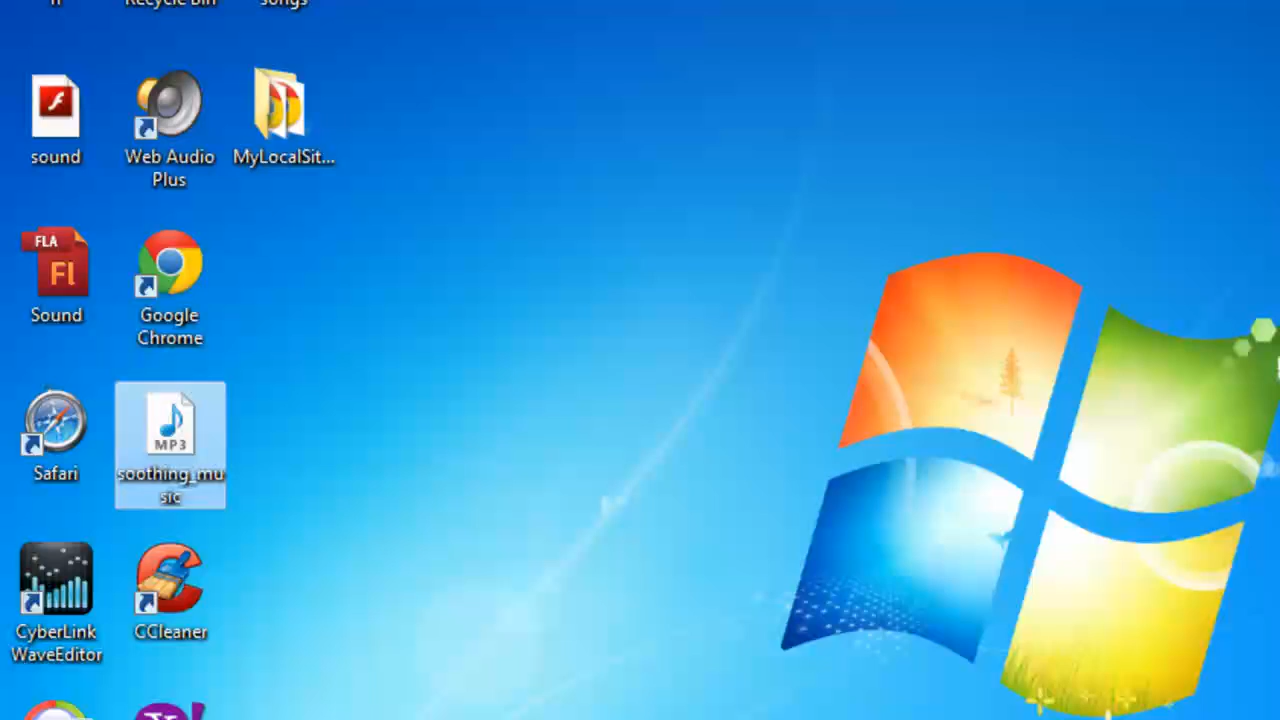 Recycle Bin
songs
sound
Web Audio
Plus
MyLocalSit...
FLA
Fl
Sound
Google
Chrome
Safari
MP3
soothing_mu
sic
CyberLink
WaveEditor
CCleaner